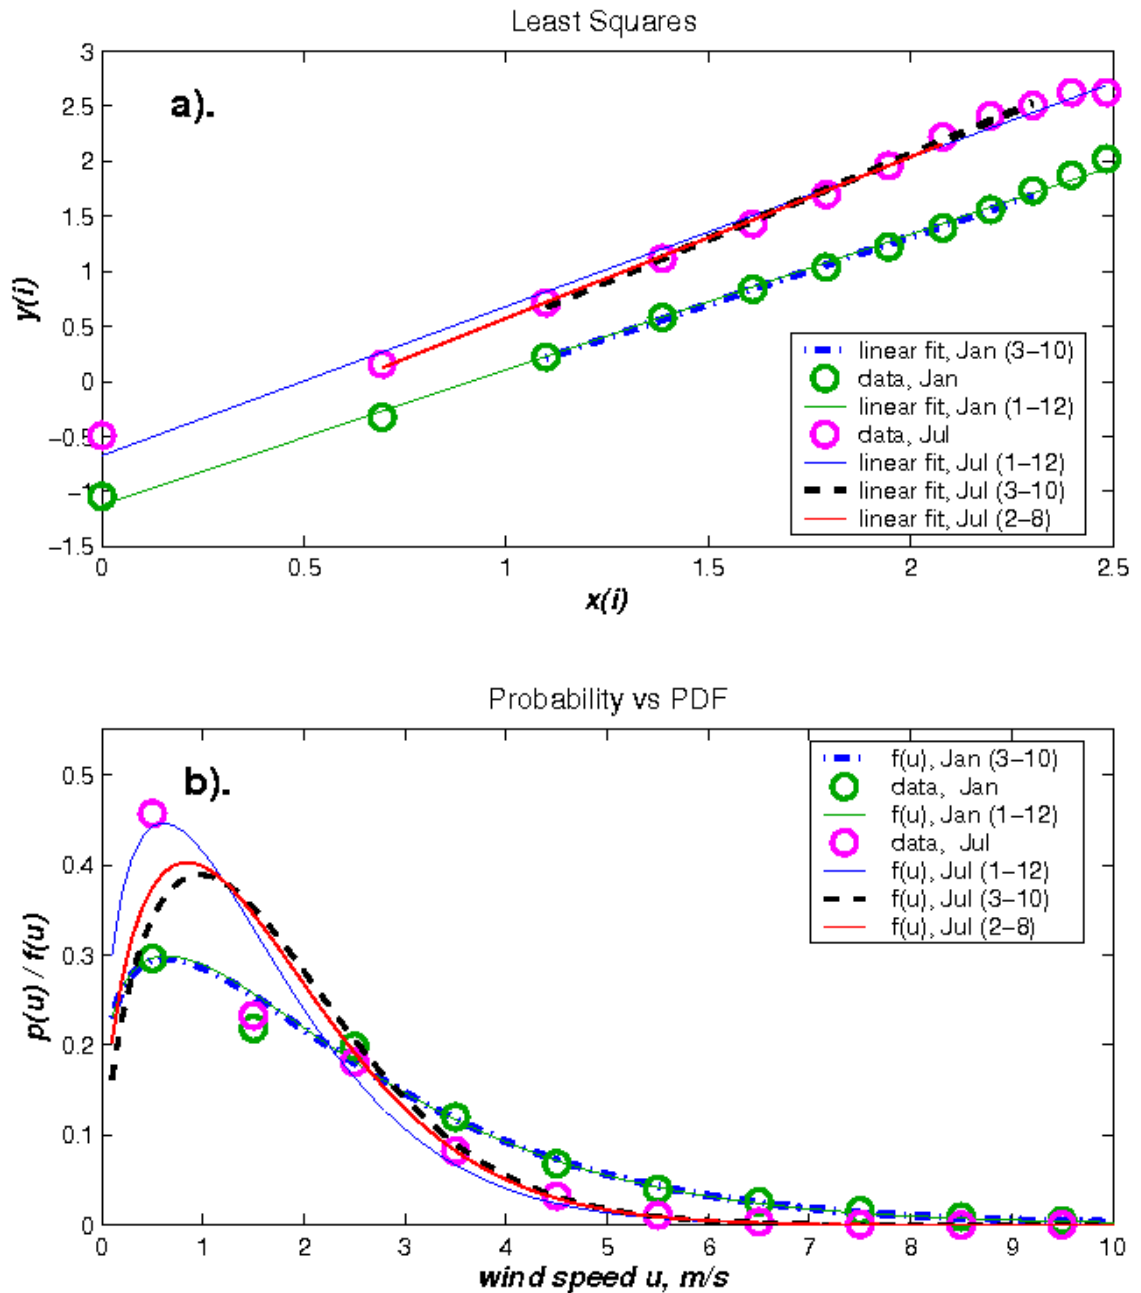 Least Squares
a).
3
2.5
2
1.5
1
0.5
0
−0.5
−1
−1.5
y(i)
linear fit, Jan (3−10)
data, Jan
linear fit, Jan (1−12)
data, Jul
linear fit, Jul (1−12)
linear fit, Jul (3−10)
linear fit, Jul (2−8)
0 0.5 1 1.5 2 2.5
x(i)
Probability vs PDF
b).
0.5
0.4
0.3
0.2
0.1
0
p(u) / f(u)
f(u), Jan (3−10)
data, Jan
f(u), Jan (1−12)
data, Jul
f(u), Jul (1−12)
f(u), Jul (3−10)
f(u), Jul (2−8)
0 1 2 3 4 5 6 7 8 9 10
wind speed u, m/s